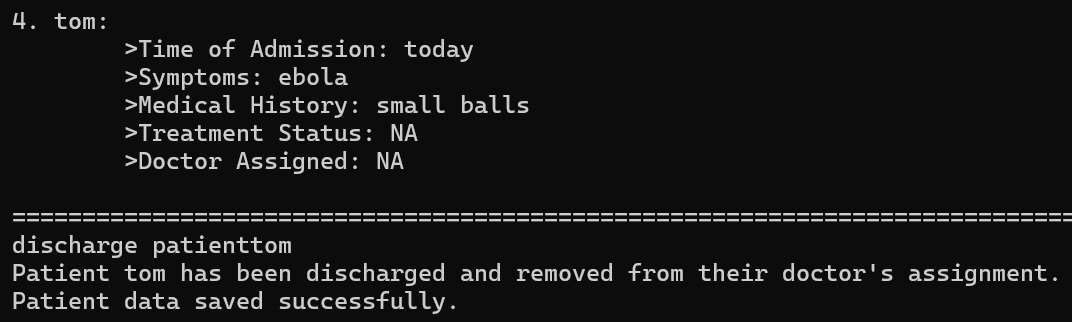 4. tom:
>Time of Admission: today
>Symptoms: ebola
>Medical History: small balls
>Treatment Status: NA
>Doctor Assigned: NA
============================================================================
discharge patienttom
Patient tom has been discharged and removed from their doctor's assignment.
Patient data saved successfully.